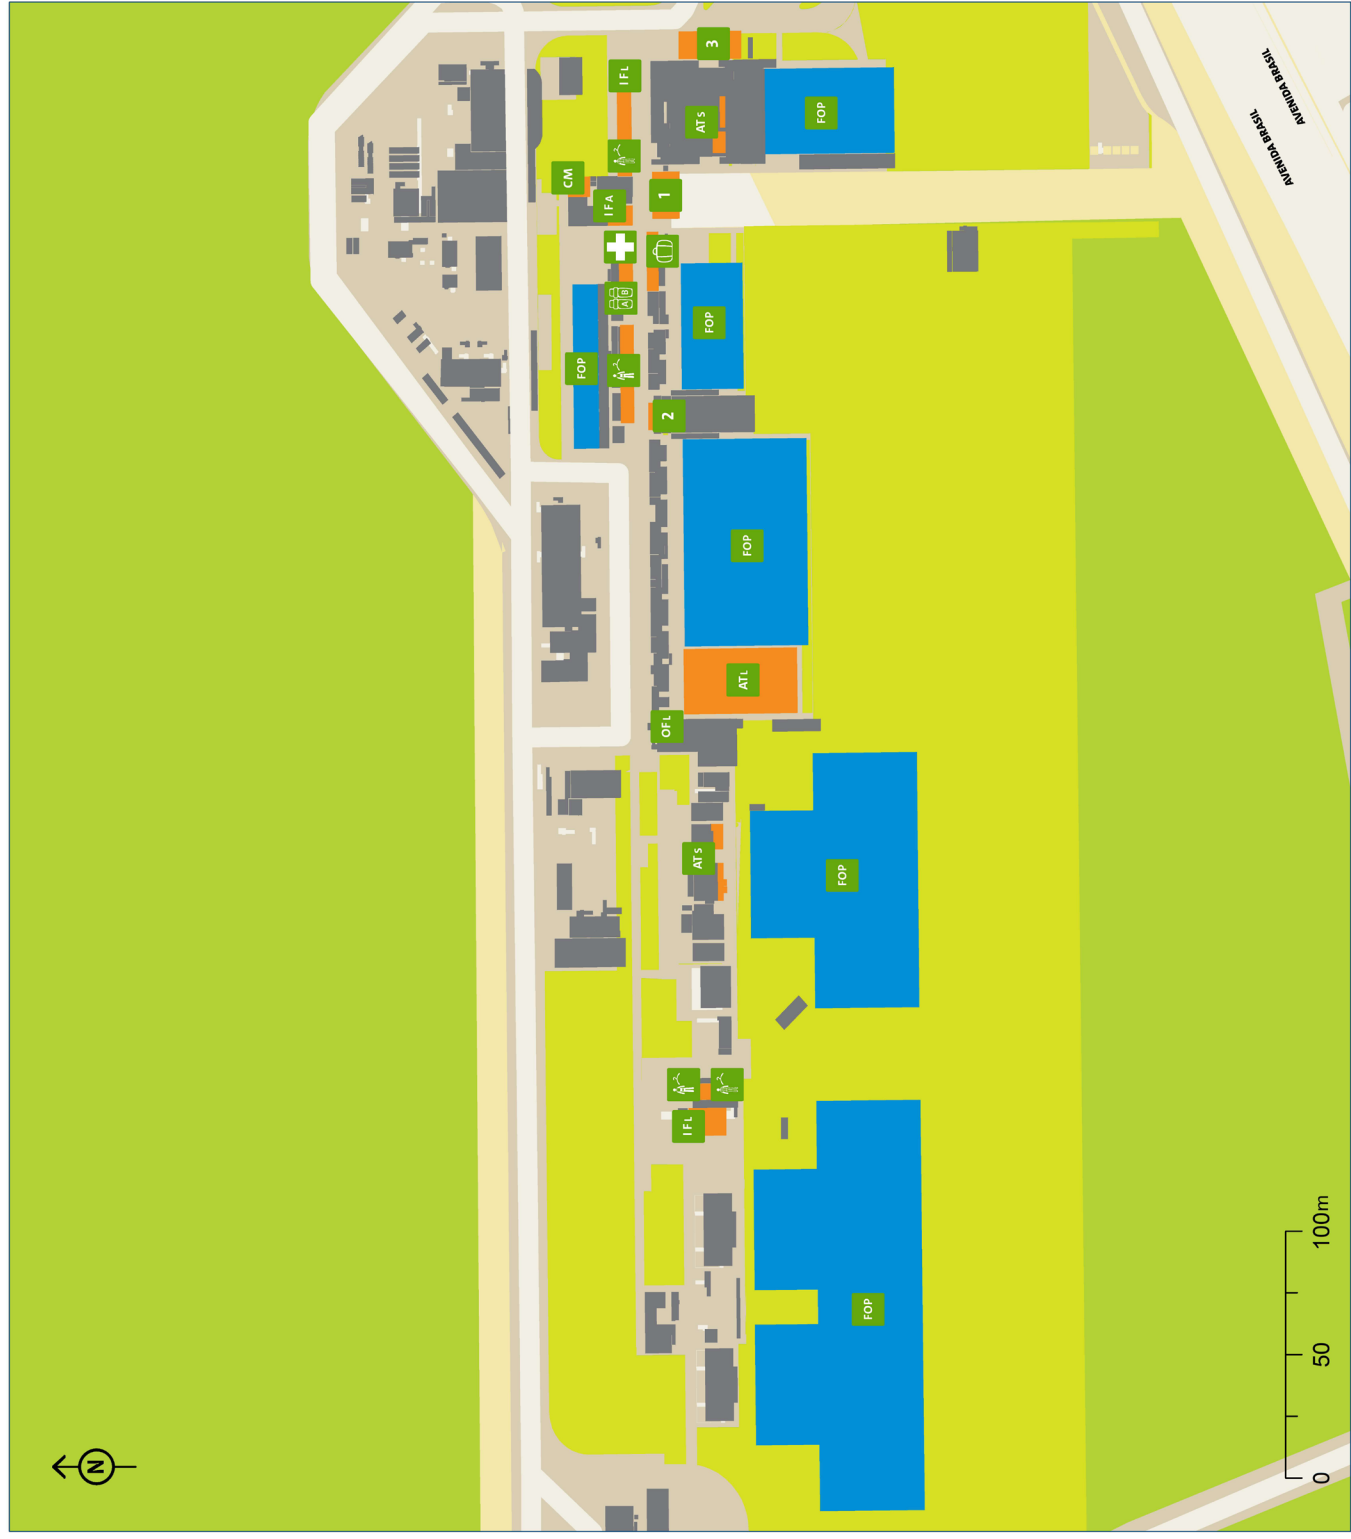 3
IFL
ATS
FOP
CM
IFA
1
A B
FOP
FOP
2
FOP
ATL
OFL
ATS
FOP
IFL
FOP
AVENIDA BRASIL
AVENIDA BRASIL
N
0 50 100m